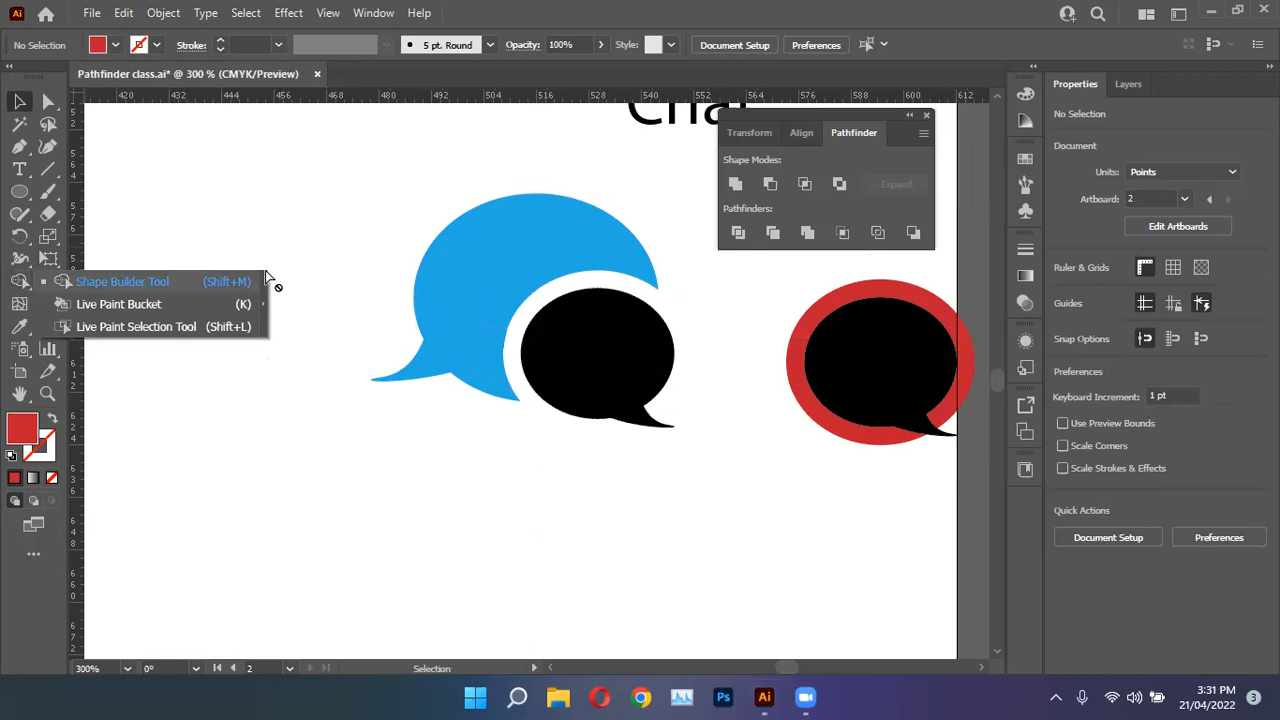 Ai File Edit Object Type Select Effect View Window Help
No Selection Stroke: 5 pt. Round Opacity: 100% Style: Document Setup Preferences
Pathfinder class.ai* @ 300 % (CMYK/Preview) ×
Properties Layers
420 432 444 456 468 480 492 504 516 528 540 552 564 576 588 600 612
No Selection
Chat
Transform Align Pathfinder
Document
Shape Modes:
Units: Points
Expand
Artboard: 2
Pathfinders:
Edit Artboards
Ruler & Grids
Shape Builder Tool (Shift+M)
Live Paint Bucket (K)
Live Paint Selection Tool (Shift+L)
Guides
Snap Options
Preferences
Keyboard Increment: 1 pt
Use Preview Bounds
Scale Corners
Scale Strokes & Effects
Quick Actions
Document Setup Preferences
300% 0° 2 Selection
Ps Ai
3:31 PM
21/04/2022
3